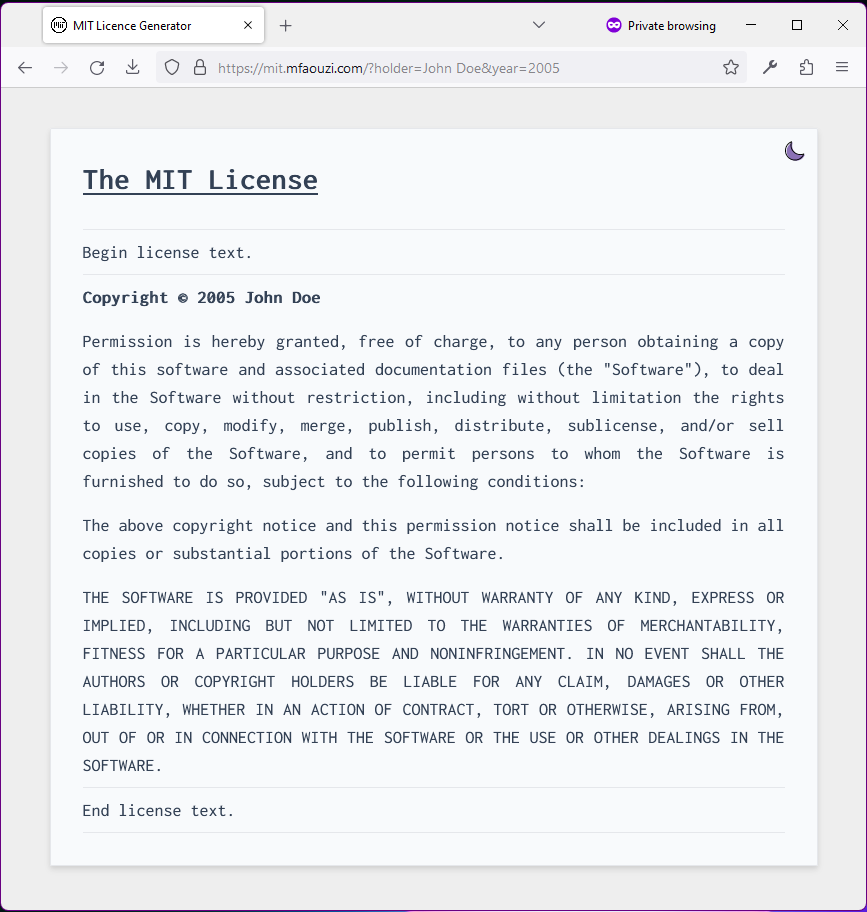 MIT Licence Generator
Private browsing
https://mit.mfaouzi.com/?holder=John Doe&year=2005
The MIT License
Begin license text.
Copyright © 2005 John Doe
Permission is hereby granted, free of charge, to any person obtaining a copy
of this software and associated documentation files (the "Software"), to deal
in the Software without restriction, including without limitation the rights
to use, copy, modify, merge, publish, distribute, sublicense, and/or sell
copies of the Software, and to permit persons to whom the Software is
furnished to do so, subject to the following conditions:
The above copyright notice and this permission notice shall be included in all
copies or substantial portions of the Software.
THE SOFTWARE IS PROVIDED "AS IS", WITHOUT WARRANTY OF ANY KIND, EXPRESS OR
IMPLIED, INCLUDING BUT NOT LIMITED TO THE WARRANTIES OF MERCHANTABILITY,
FITNESS FOR A PARTICULAR PURPOSE AND NONINFRINGEMENT. IN NO EVENT SHALL THE
AUTHORS OR COPYRIGHT HOLDERS BE LIABLE FOR ANY CLAIM, DAMAGES OR OTHER
LIABILITY, WHETHER IN AN ACTION OF CONTRACT, TORT OR OTHERWISE, ARISING FROM,
OUT OF OR IN CONNECTION WITH THE SOFTWARE OR THE USE OR OTHER DEALINGS IN THE
SOFTWARE.
End license text.